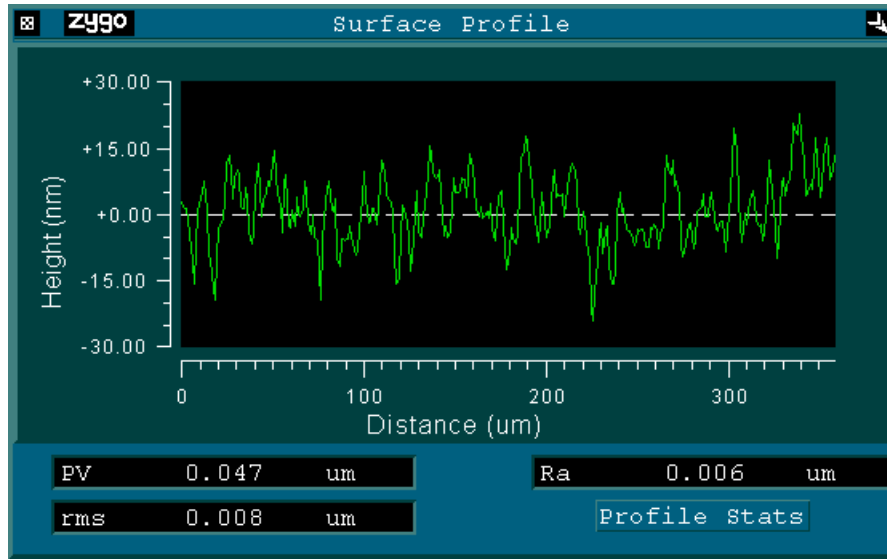 zygo Surface Profile
+30.00
+15.00
+0.00
-15.00
-30.00
Height (nm)
0 100 200 300
Distance (um)
PV 0.047 um Ra 0.006 um
rms 0.008 um Profile Stats